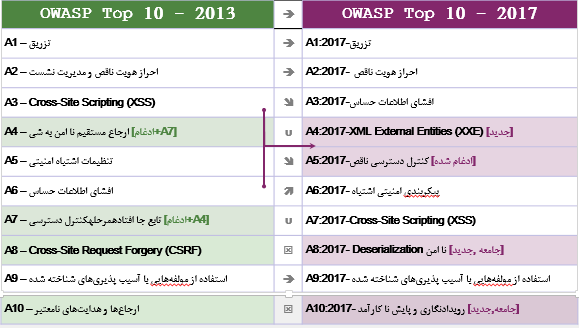 OWASP Top 10 – 2013 → OWASP Top 10 – 2017
A1 – تزریق → A1:2017-تزریق
A2 – احراز هویت ناقص و مدیریت نشست → A2:2017- احراز هویت ناقص
A3 – Cross-Site Scripting (XSS) A3:2017- افشای اطلاعات حساس
A4 – ارجاع مستقیم نا امن به شی [ادغام+A7] U A4:2017-XML External Entities (XXE) [جدید]
A5 – تنظیمات اشتباه امنیتی A5:2017- کنترل دسترسی ناقص [ادغام شده]
A6 – افشای اطلاعات حساس A6:2017- پیکربندی امنیتی اشتباه
A7 – تابع جا افتادهمرحلهکنترل دسترسی [ادغام+A4] U A7:2017-Cross-Site Scripting (XSS)
A8 – Cross-Site Request Forgery (CSRF) ☒ A8:2017- Deserialization نا امن [جدید, جامعه]
A9 – استفاده از مولفه‌هایی با آسیب پذیری‌های شناخته شده → A9:2017- استفاده از مولفه‌هایی با آسیب پذیری‌های شناخته شده
A10 – ارجاع‌ها و هدایت‌های نامعتبر ☒ A10:2017- رویدادنگاری و پایش نا کارآمد [جدید,جامعه]